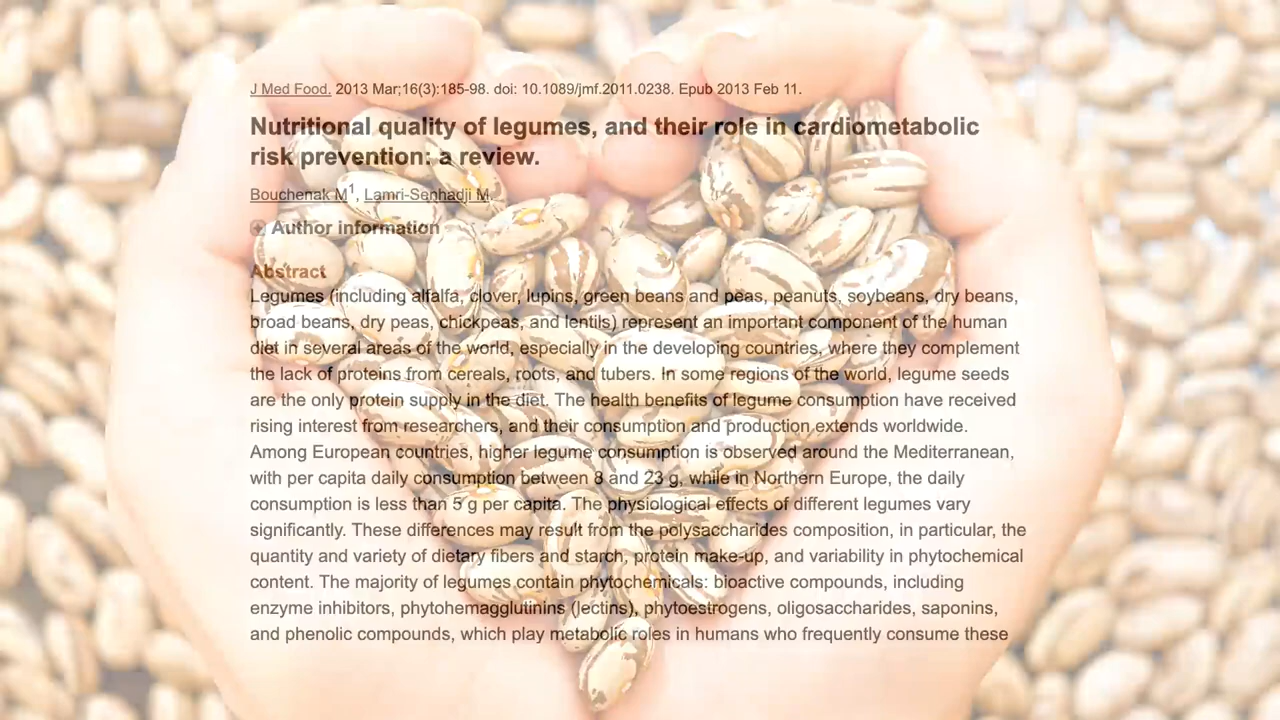 J Med Food. 2013 Mar;16(3):185-98. doi: 10.1089/jmf.2011.0238. Epub 2013 Feb 11.
Nutritional quality of legumes, and their role in cardiometabolic
risk prevention: a review.
Bouchenak M1, Lamri-Senhadji M.
Author information
Abstract
Legumes (including alfalfa, clover, lupins, green beans and peas, peanuts, soybeans, dry beans,
broad beans, dry peas, chickpeas, and lentils) represent an important component of the human
diet in several areas of the world, especially in the developing countries, where they complement
the lack of proteins from cereals, roots, and tubers. In some regions of the world, legume seeds
are the only protein supply in the diet. The health benefits of legume consumption have received
rising interest from researchers, and their consumption and production extends worldwide.
Among European countries, higher legume consumption is observed around the Mediterranean,
with per capita daily consumption between 8 and 23 g, while in Northern Europe, the daily
consumption is less than 5 g per capita. The physiological effects of different legumes vary
significantly. These differences may result from the polysaccharides composition, in particular, the
quantity and variety of dietary fibers and starch, protein make-up, and variability in phytochemical
content. The majority of legumes contain phytochemicals: bioactive compounds, including
enzyme inhibitors, phytohemagglutinins (lectins), phytoestrogens, oligosaccharides, saponins,
and phenolic compounds, which play metabolic roles in humans who frequently consume these